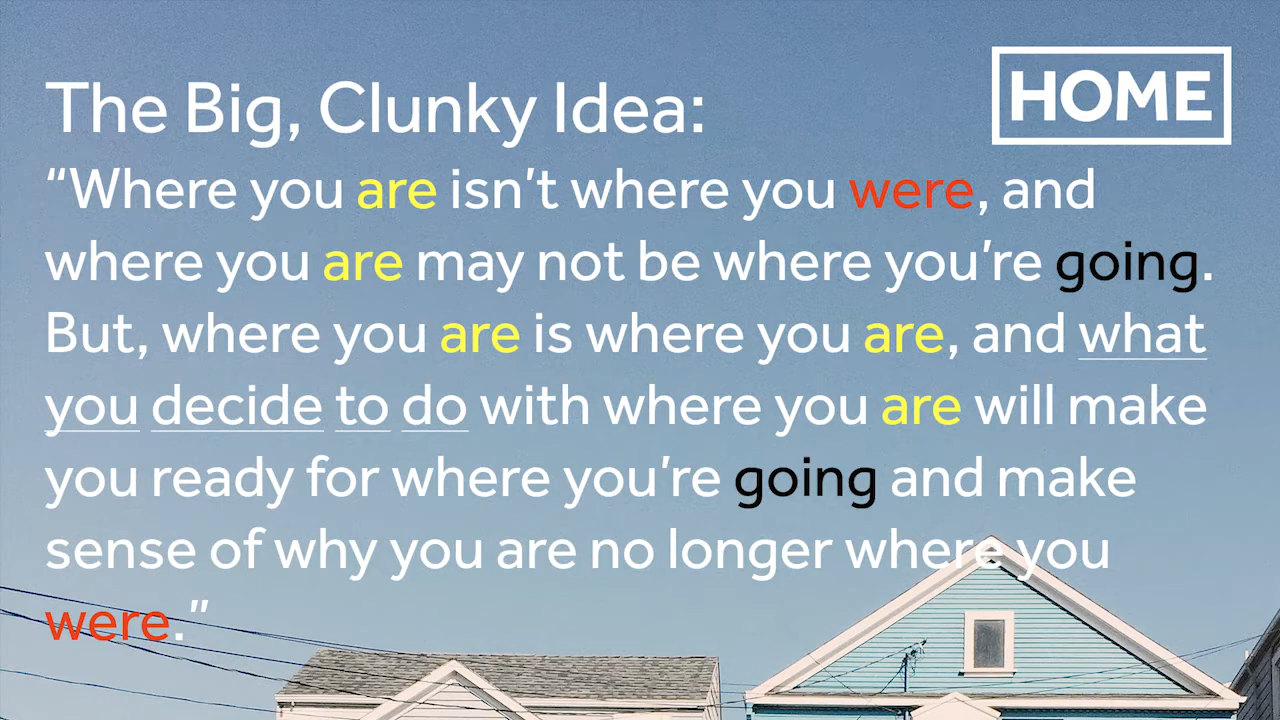 HOME
The Big, Clunky Idea:
“Where you are isn’t where you were, and
where you are may not be where you’re going.
But, where you are is where you are, and what
you decide to do with where you are will make
you ready for where you’re going and make
sense of why you are no longer where you
were.”